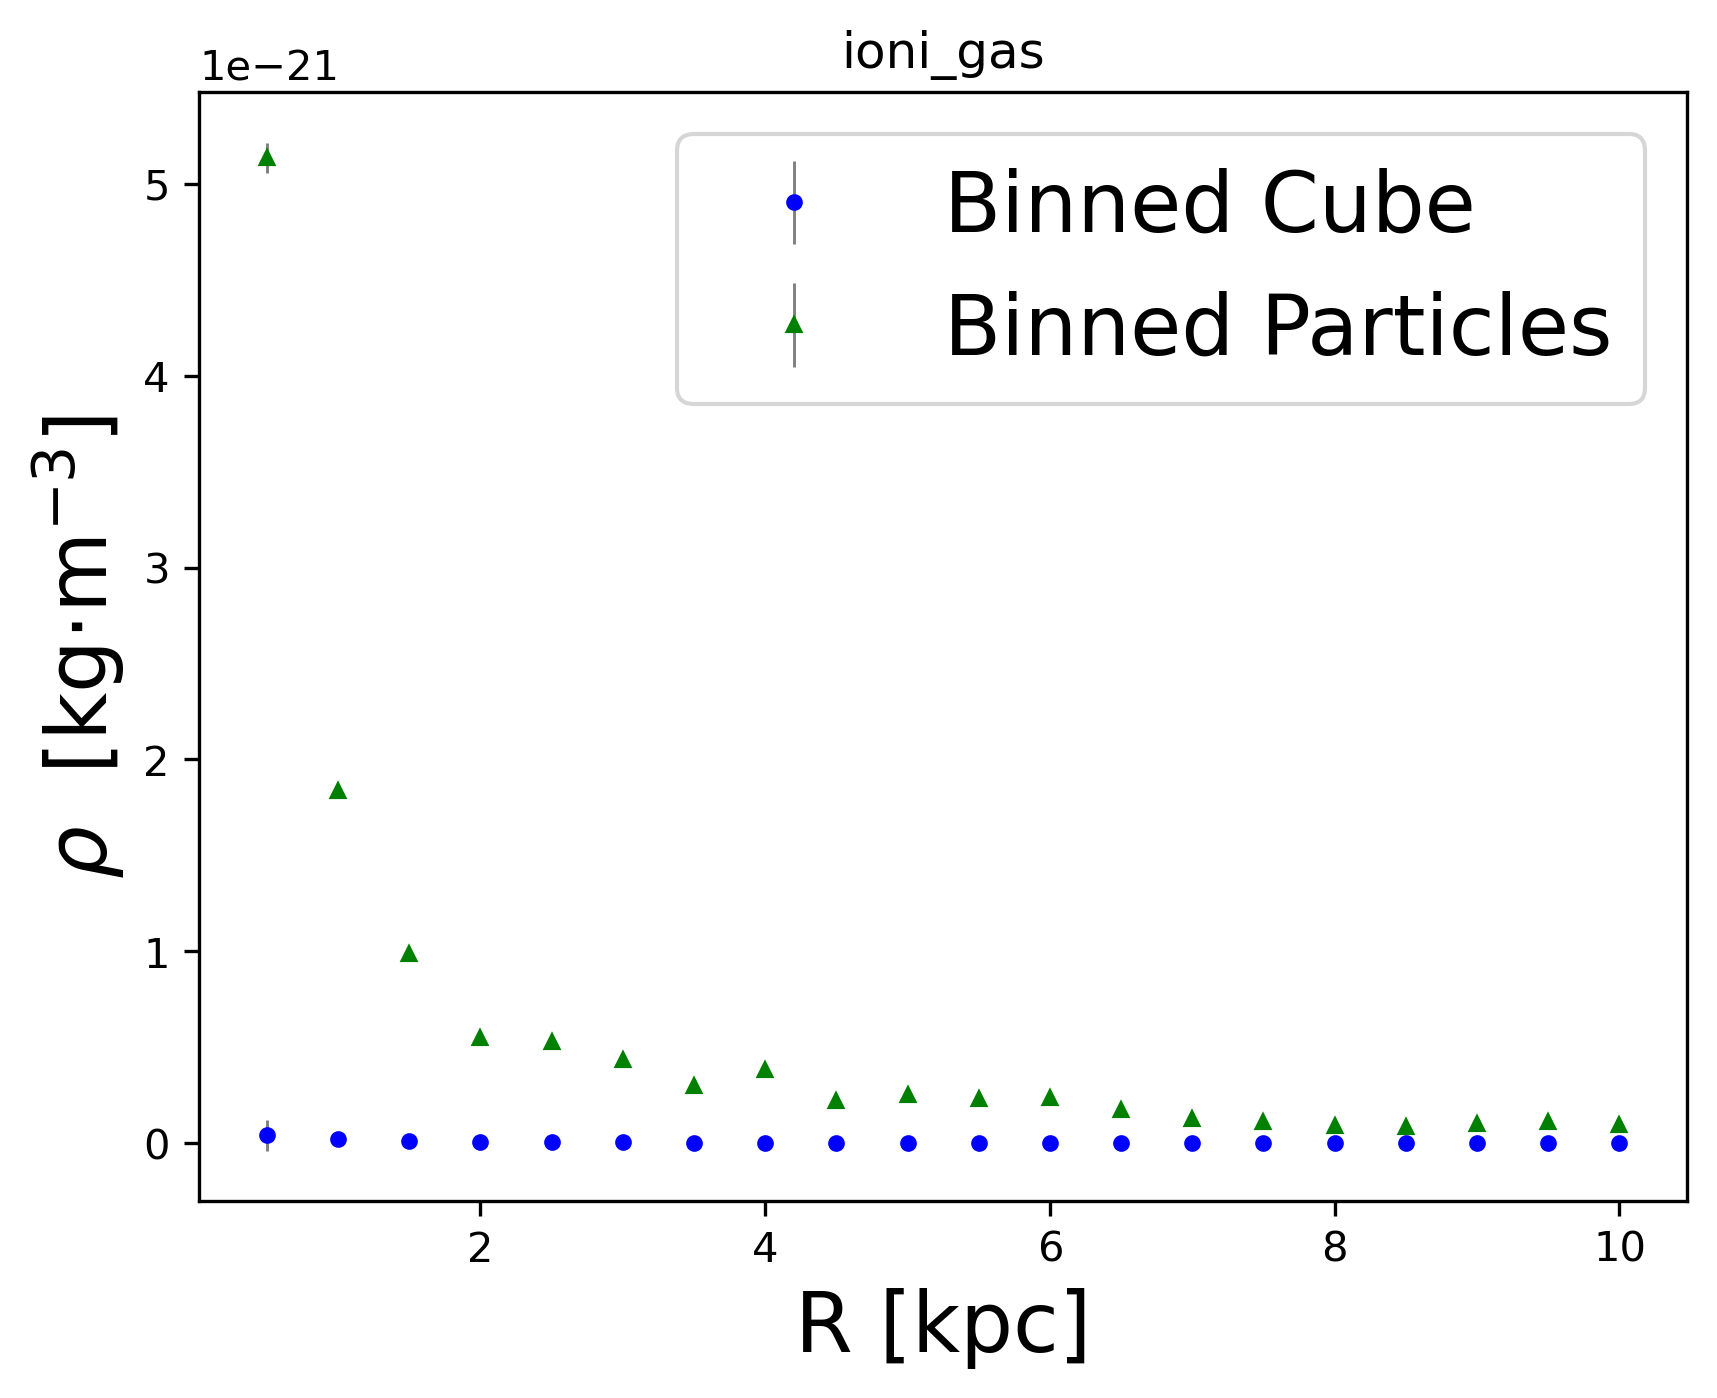 ioni_gas
1e−21
Binned Cube
Binned Particles
5
4
3
2
1
0
ρ [kg·m⁻³]
2 4 6 8 10
R [kpc]